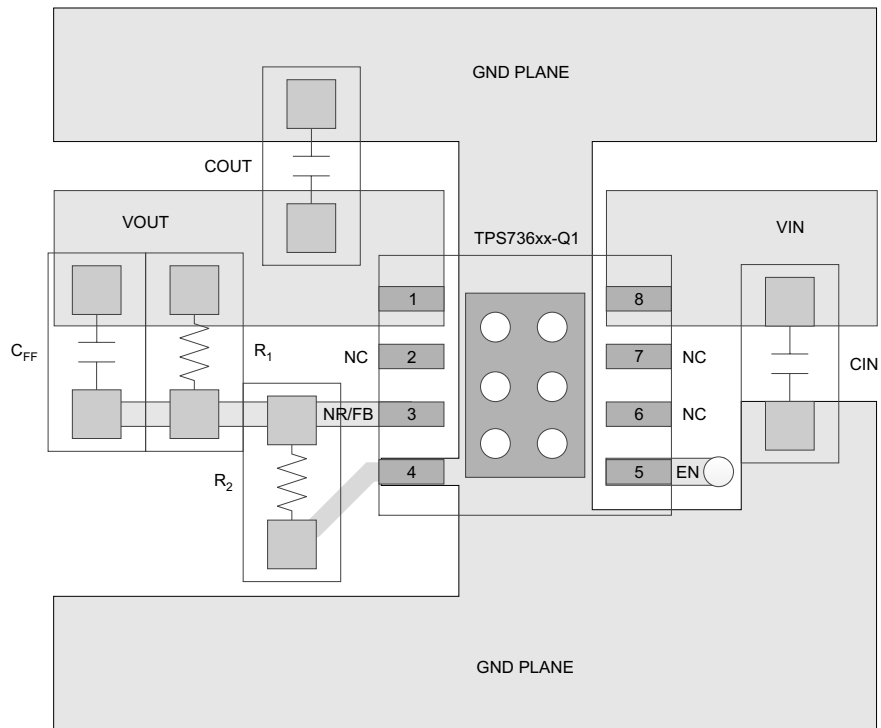 GND PLANE
COUT
VOUT
TPS736xx-Q1
VIN
1
8
CFF
R1
NC
2
7
NC
CIN
NR/FB
3
6
NC
R2
4
5
EN
GND PLANE